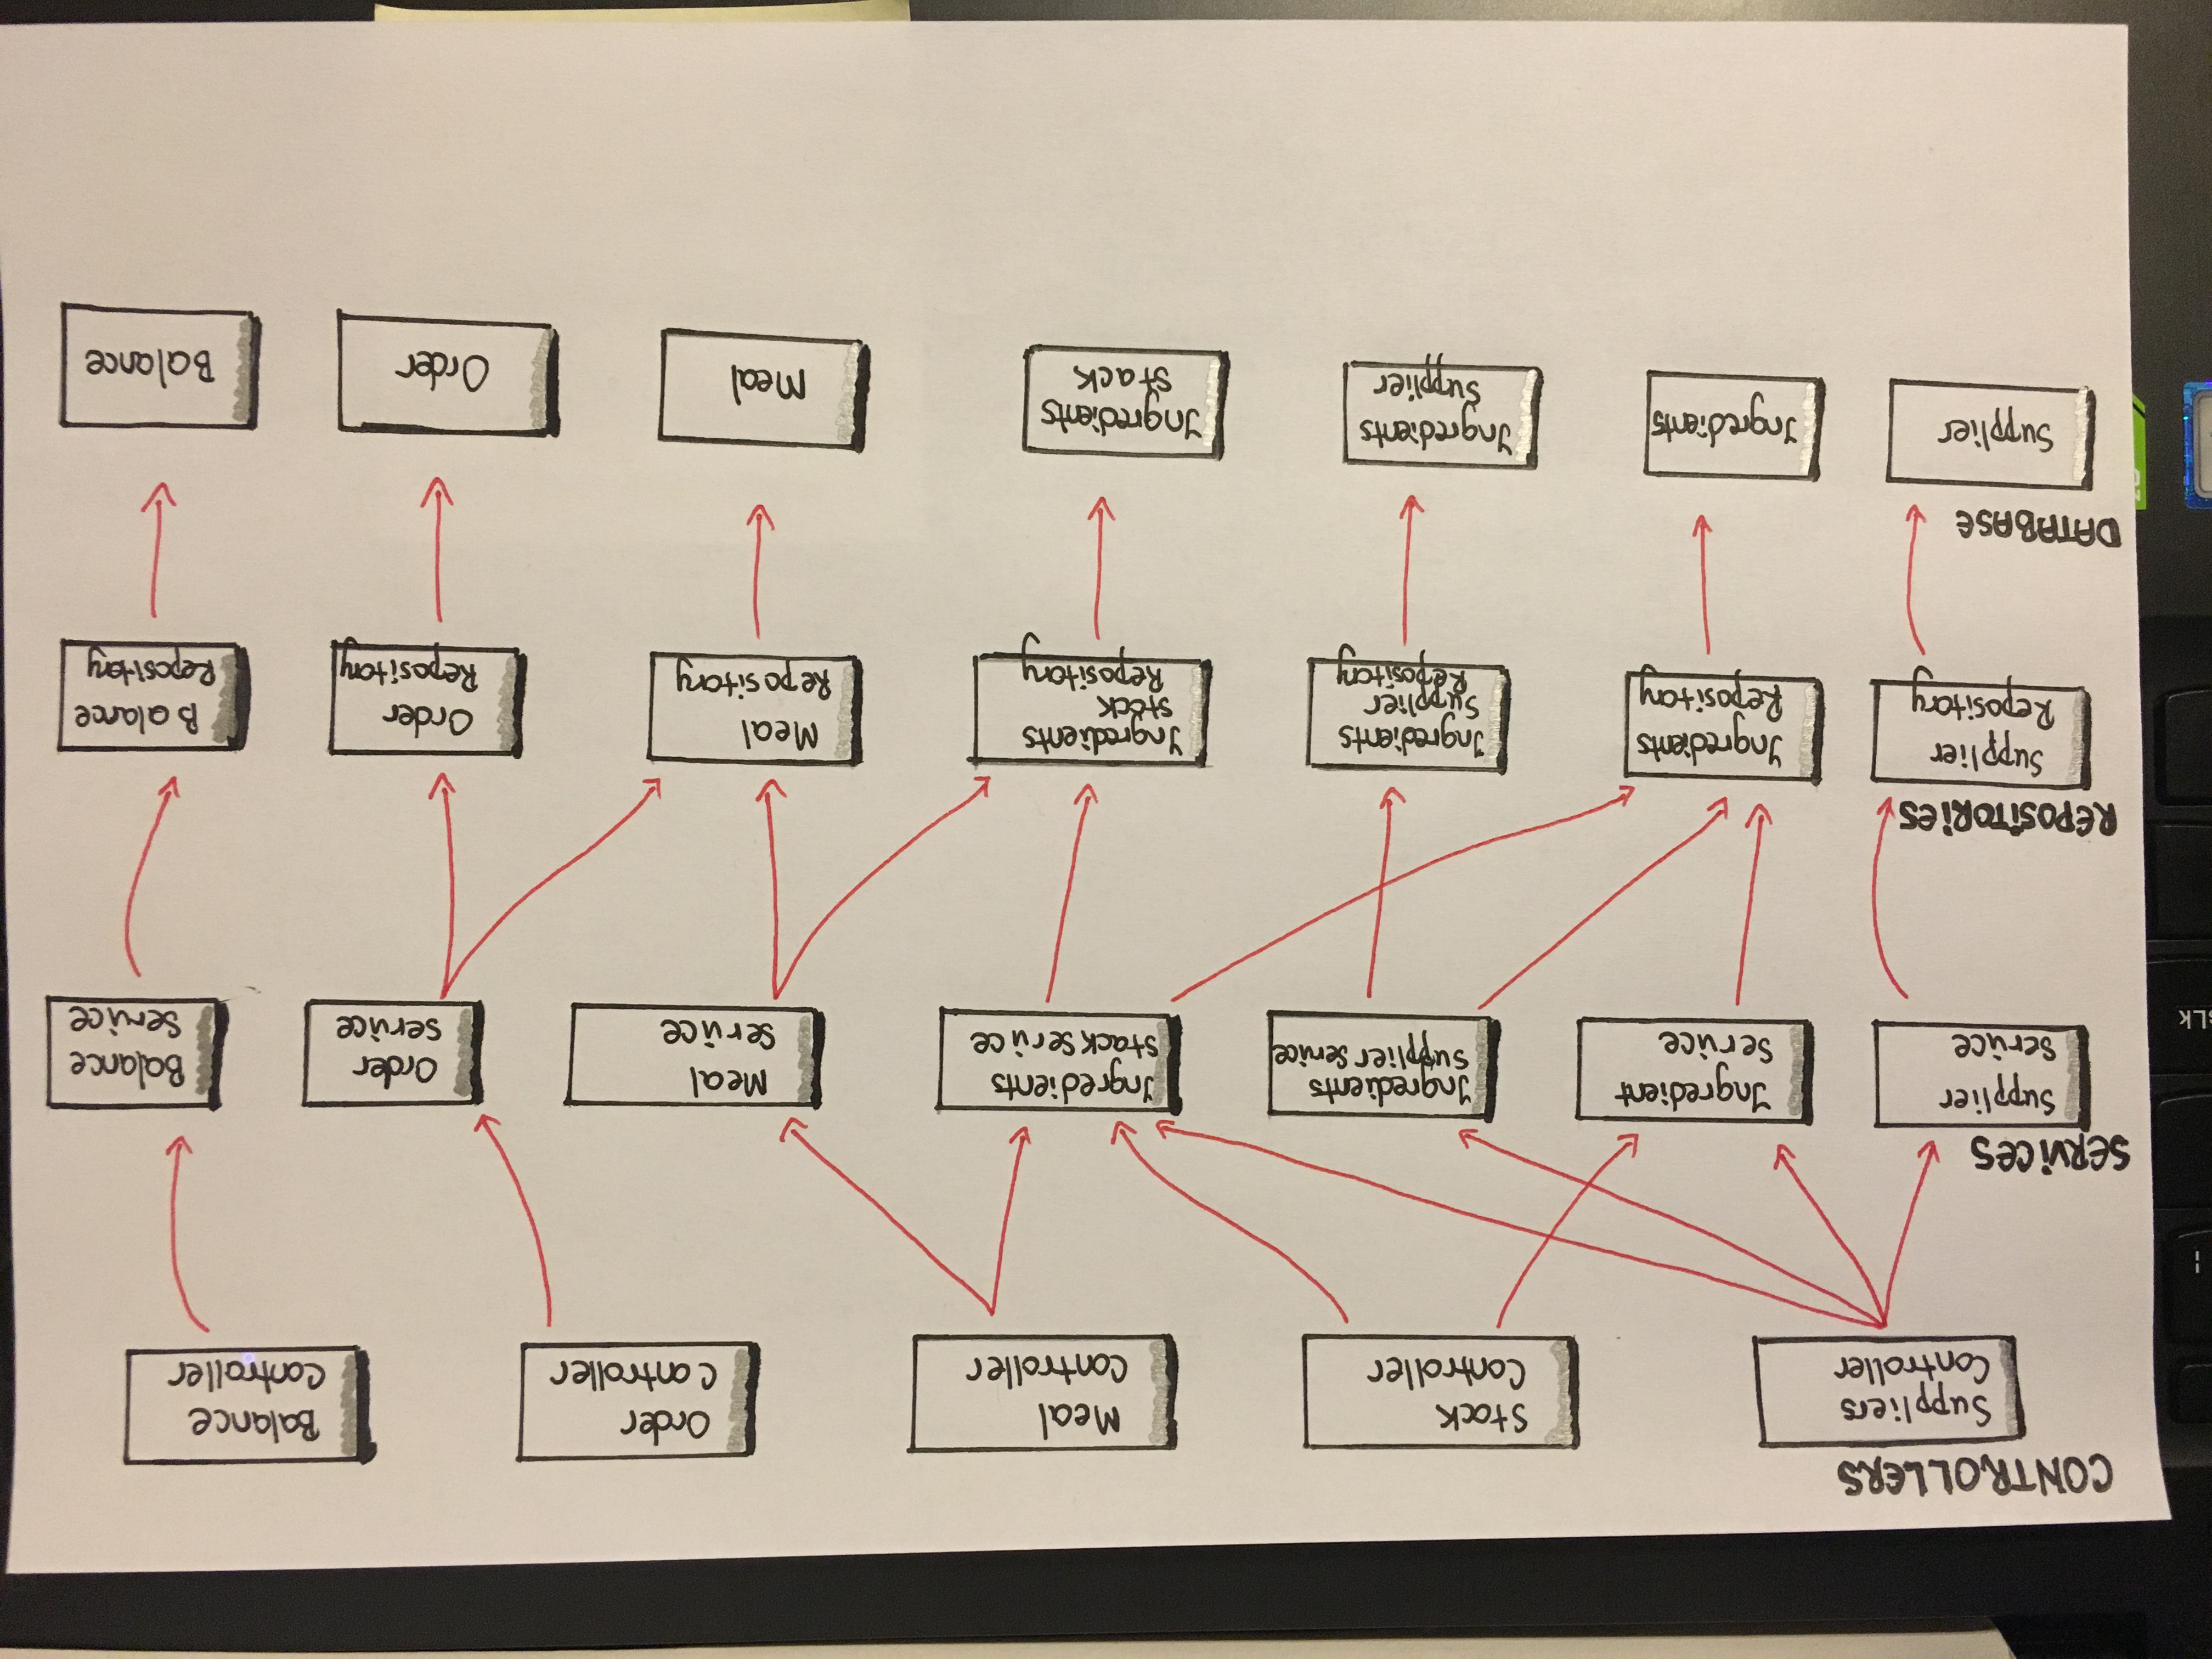 CONTROLLERS
Suppliers
Controller
Stock
Controller
Meal
Controller
Order
Controller
Balance
Controller
SERVICES
Supplier
Service
Ingredient
Service
Ingredients
Supplier Service
Ingredients
Stack Service
Meal
Service
Order
Service
Balance
Service
REPOSITORIES
Supplier
Repository
Ingredients
Repository
Ingredients
Supplier
Repository
Ingredients
Stock
Repository
Meal
Repository
Order
Repository
Balance
Repository
DATABASE
Supplier
Ingredients
Ingredients
Supplier
Ingredients
Stack
Meal
Order
Balance
sLk